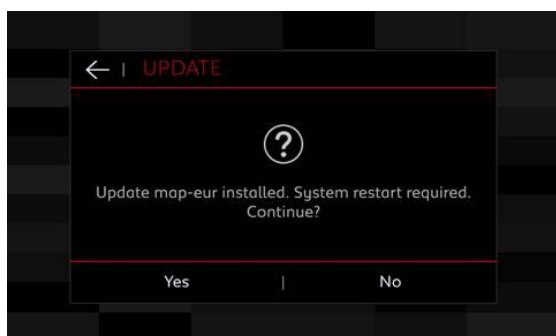 ← | UPDATE
?
Update map-eur installed. System restart required.
Continue?
Yes | No